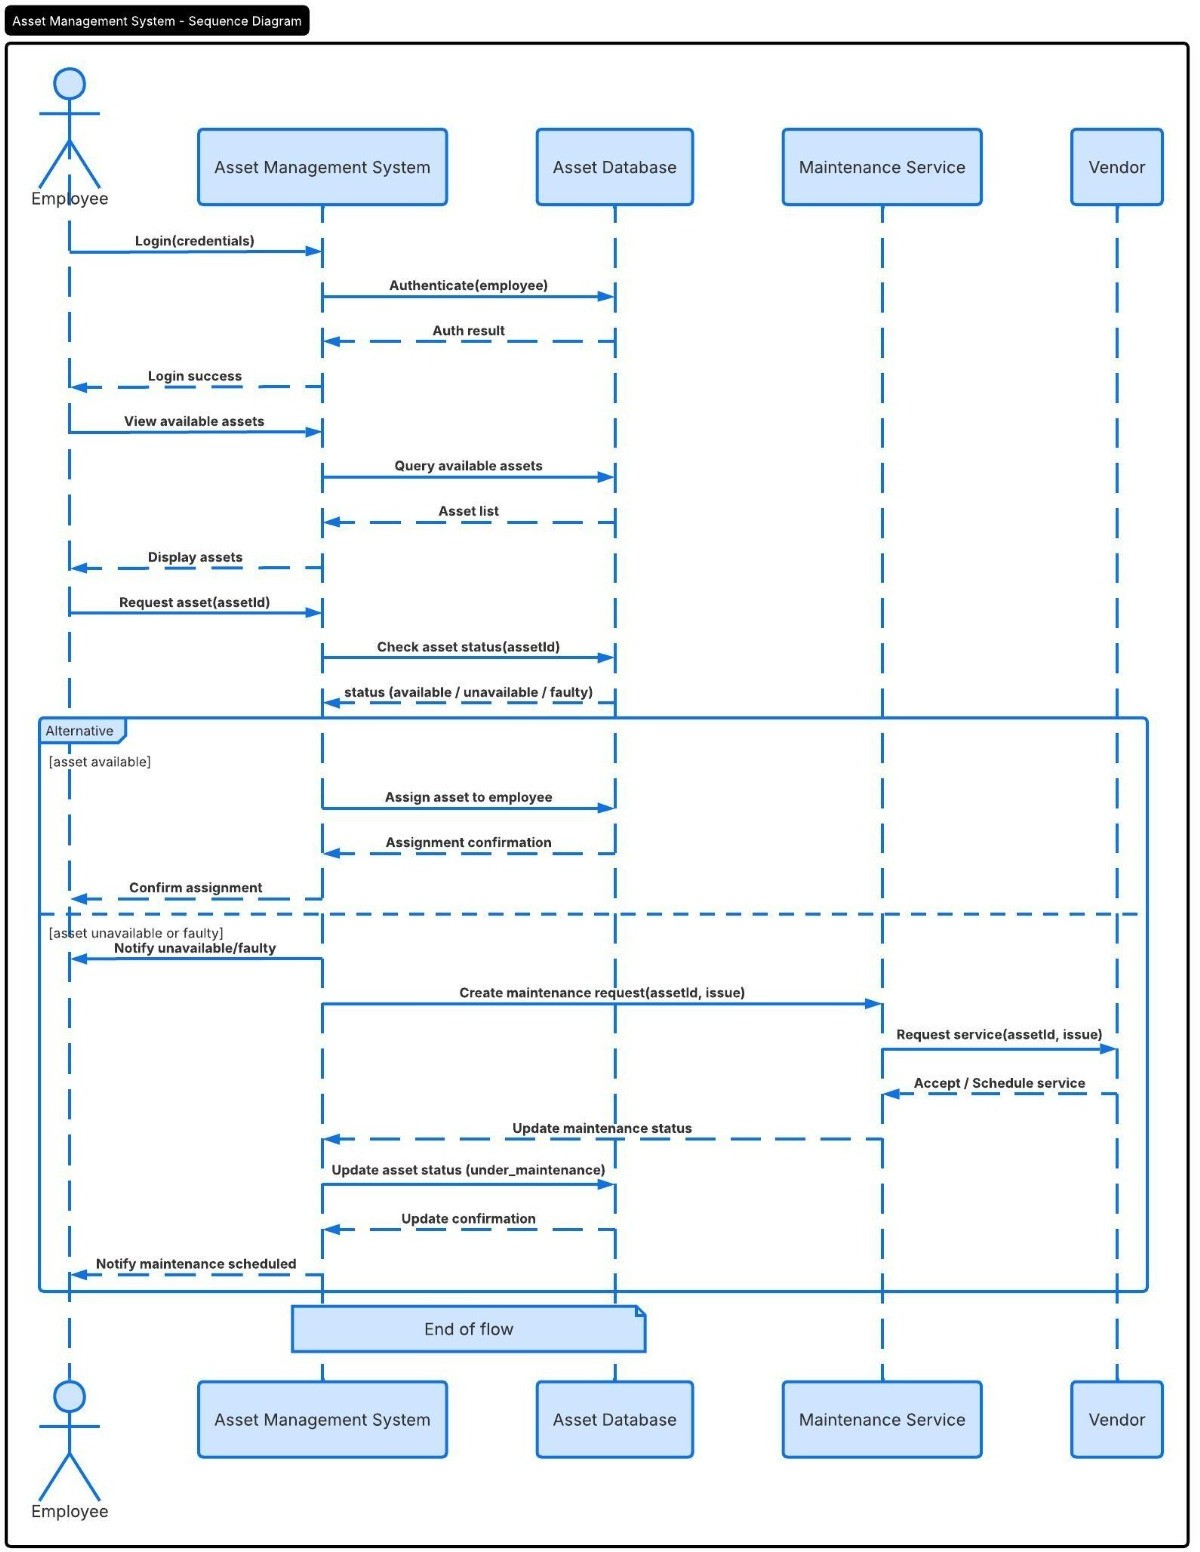 Asset Management System - Sequence Diagram
Employee
Asset Management System
Asset Database
Maintenance Service
Vendor
Login(credentials)
Authenticate(employee)
Auth result
Login success
View available assets
Query available assets
Asset list
Display assets
Request asset(assetId)
Check asset status(assetId)
status (available / unavailable / faulty)
Alternative
[asset available]
Assign asset to employee
Assignment confirmation
Confirm assignment
[asset unavailable or faulty]
Notify unavailable/faulty
Create maintenance request(assetId, issue)
Request service(assetId, issue)
Accept / Schedule service
Update maintenance status
Update asset status (under_maintenance)
Update confirmation
Notify maintenance scheduled
End of flow
Asset Management System
Asset Database
Maintenance Service
Vendor
Employee